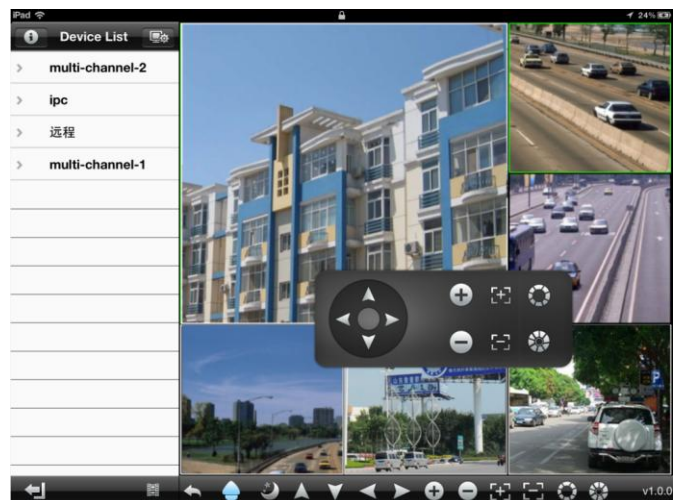 iPad
24%
Device List
multi-channel-2
ipc
远程
multi-channel-1
P
v1.0.0